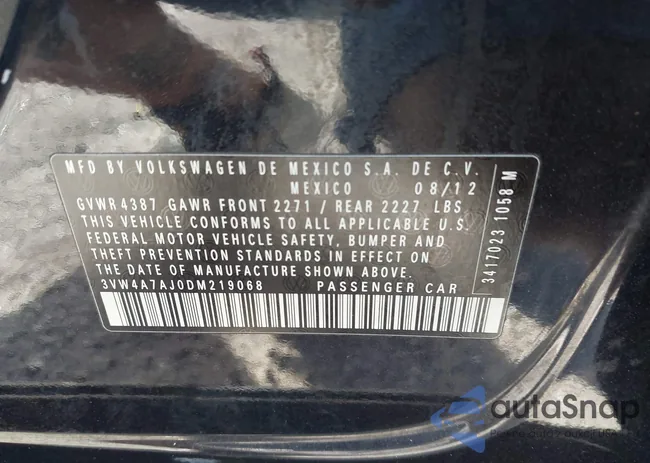 MFD BY VOLKSWAGEN DE MEXICO S.A. DE C.V.
MEXICO 08/12
GVWR 4387 GAWR FRONT 2271 / REAR 2227 LBS
THIS VEHICLE CONFORMS TO ALL APPLICABLE U.S.
FEDERAL MOTOR VEHICLE SAFETY, BUMPER AND
THEFT PREVENTION STANDARDS IN EFFECT ON
THE DATE OF MANUFACTURE SHOWN ABOVE.
3VW4A7AJ0DM219068 PASSENGER CAR
3417023 1058 M
autaSnap